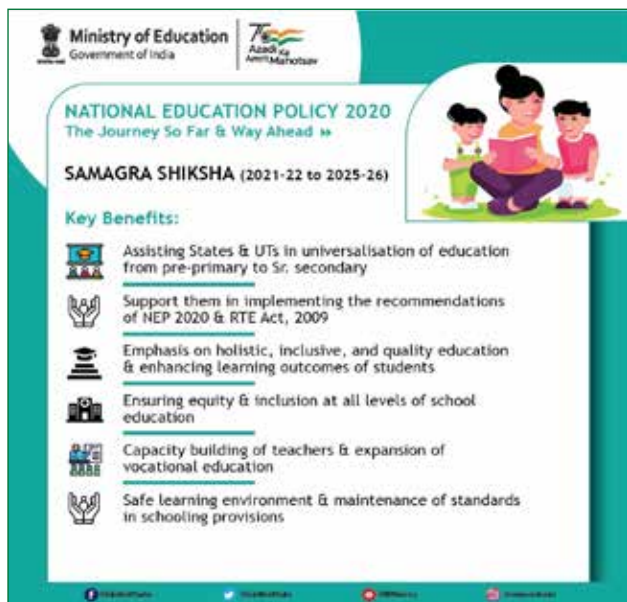 Ministry of Education
Government of India
Azadi Ka
Amrit Mahotsav
NATIONAL EDUCATION POLICY 2020
The Journey So Far & Way Ahead »
SAMAGRA SHIKSHA (2021-22 to 2025-26)
Key Benefits:
Assisting States & UTs in universalisation of education
from pre-primary to Sr. secondary
Support them in implementing the recommendations
of NEP 2020 & RTE Act, 2009
Emphasis on holistic, inclusive, and quality education
& enhancing learning outcomes of students
Ensuring equity & inclusion at all levels of school
education
Capacity building of teachers & expansion of
vocational education
Safe learning environment & maintenance of standards
in schooling provisions